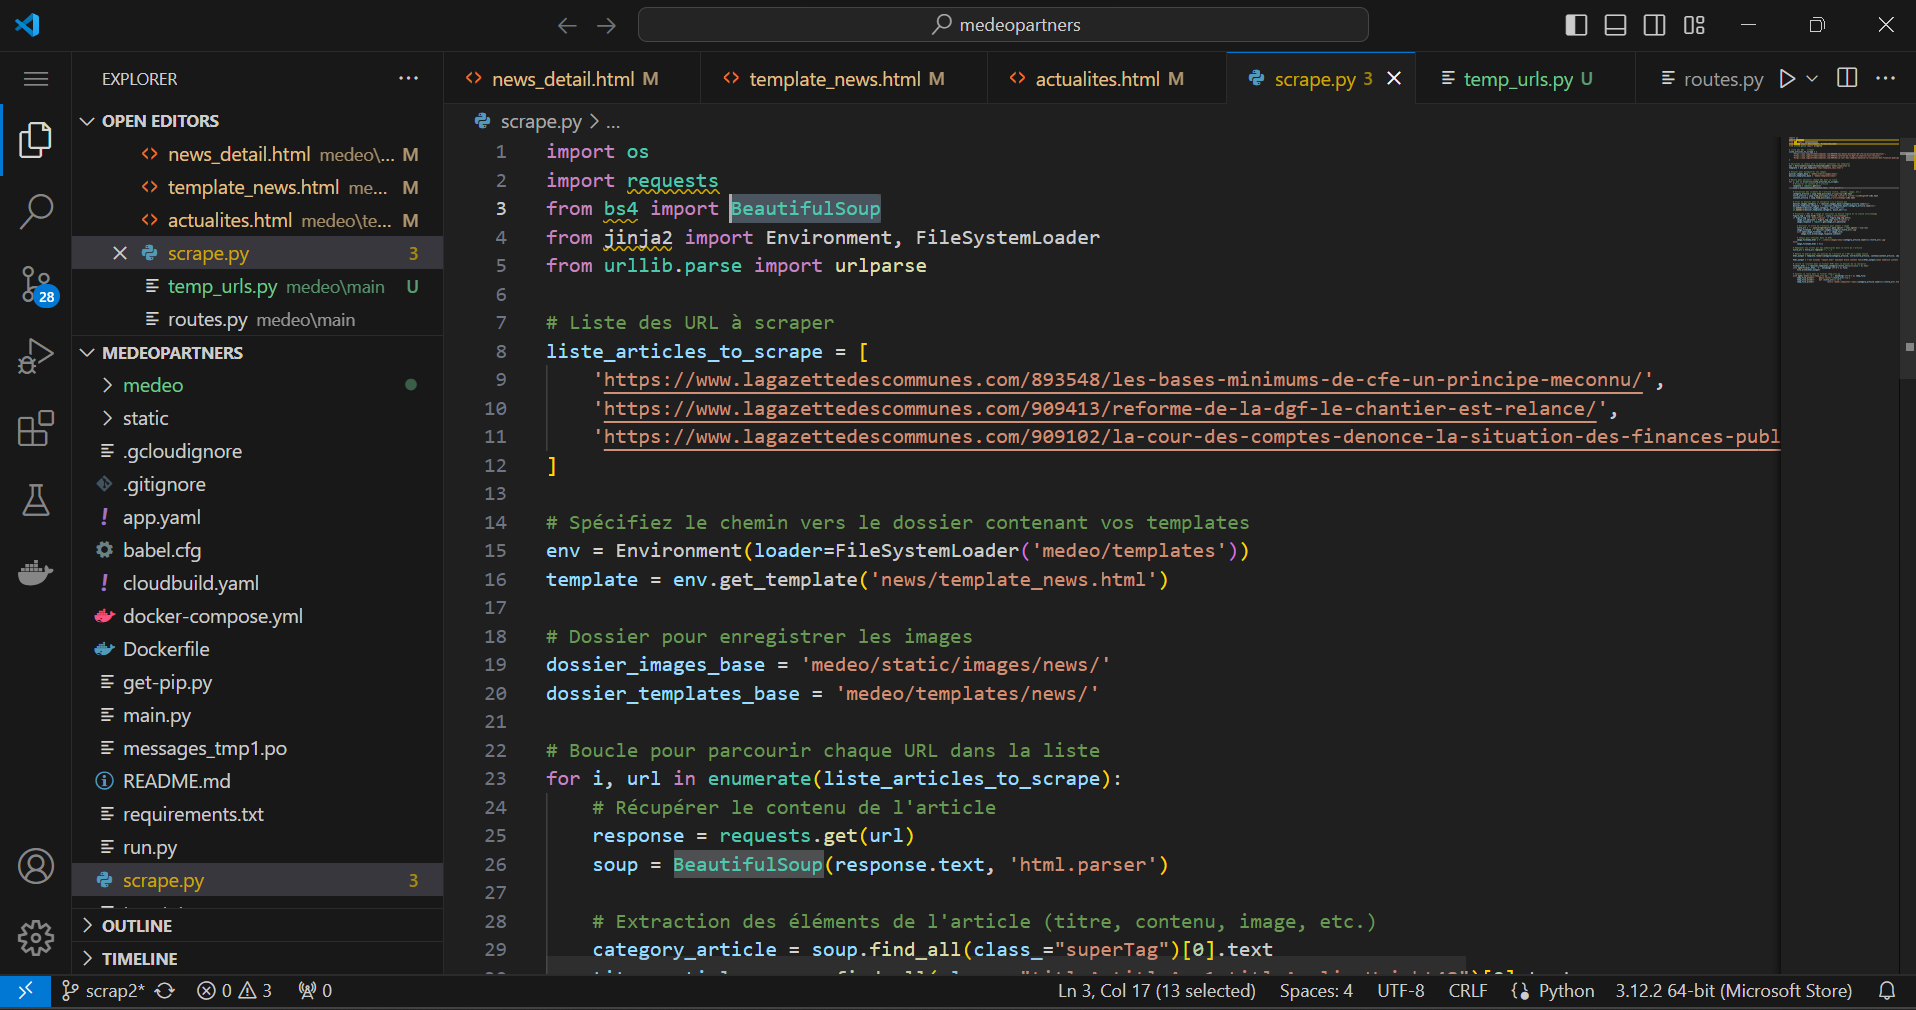 medeopartners
EXPLORER
news_detail.html M
template_news.html M
actualites.html M
scrape.py 3
temp_urls.py U
routes.py
OPEN EDITORS
news_detail.html medeo\... M
template_news.html me... M
actualites.html medeo\te... M
scrape.py 3
temp_urls.py medeo\main U
routes.py medeo\main
MEDEOPARTNERS
medeo
static
.gcloudignore
.gitignore
app.yaml
babel.cfg
cloudbuild.yaml
docker-compose.yml
Dockerfile
get-pip.py
main.py
messages_tmp1.po
README.md
requirements.txt
run.py
scrape.py 3
OUTLINE
TIMELINE
28
scrape.py > ...
1 import os
2 import requests
3 from bs4 import BeautifulSoup
4 from jinja2 import Environment, FileSystemLoader
5 from urllib.parse import urlparse
6
7 # Liste des URL à scraper
8 liste_articles_to_scrape = [
9 'https://www.lagazettedescommunes.com/893548/les-bases-minimums-de-cfe-un-principe-meconnu/',
10 'https://www.lagazettedescommunes.com/909413/reforme-de-la-dgf-le-chantier-est-relance/',
11 'https://www.lagazettedescommunes.com/909102/la-cour-des-comptes-denonce-la-situation-des-finances-publ
12 ]
13
14 # Spécifiez le chemin vers le dossier contenant vos templates
15 env = Environment(loader=FileSystemLoader('medeo/templates'))
16 template = env.get_template('news/template_news.html')
17
18 # Dossier pour enregistrer les images
19 dossier_images_base = 'medeo/static/images/news/'
20 dossier_templates_base = 'medeo/templates/news/'
21
22 # Boucle pour parcourir chaque URL dans la liste
23 for i, url in enumerate(liste_articles_to_scrape):
24 # Récupérer le contenu de l'article
25 response = requests.get(url)
26 soup = BeautifulSoup(response.text, 'html.parser')
27
28 # Extraction des éléments de l'article (titre, contenu, image, etc.)
29 category_article = soup.find_all(class_="superTag")[0].text
scrap2* 0 3 0
Ln 3, Col 17 (13 selected) Spaces: 4 UTF-8 CRLF Python 3.12.2 64-bit (Microsoft Store)